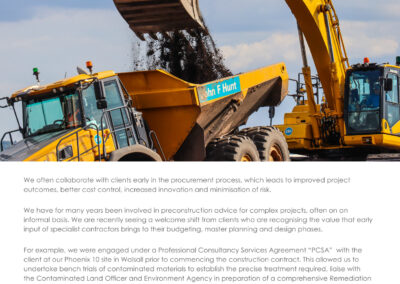 John F Hunt
We often collaborate with clients early in the procurement process, which leads to improved project
outcomes, better cost control, increased innovation and minimisation of risk.
We have for many years been involved in preconstruction advice for complex projects, often on an
informal basis. We are recently seeing a welcome shift from clients who are recognising the value that early
input of specialist contractors brings to their budgeting, master planning and design phases.
For example, we were engaged under a Professional Consultancy Services Agreement “PCSA” with the
client at our Phoenix 10 site in Walsall prior to commencing the construction contract. This allowed us to
undertake bench trials of contaminated materials to establish the precise treatment required, liaise with
the Contaminated Land Officer and Environment Agency in preparation of a comprehensive Remediation